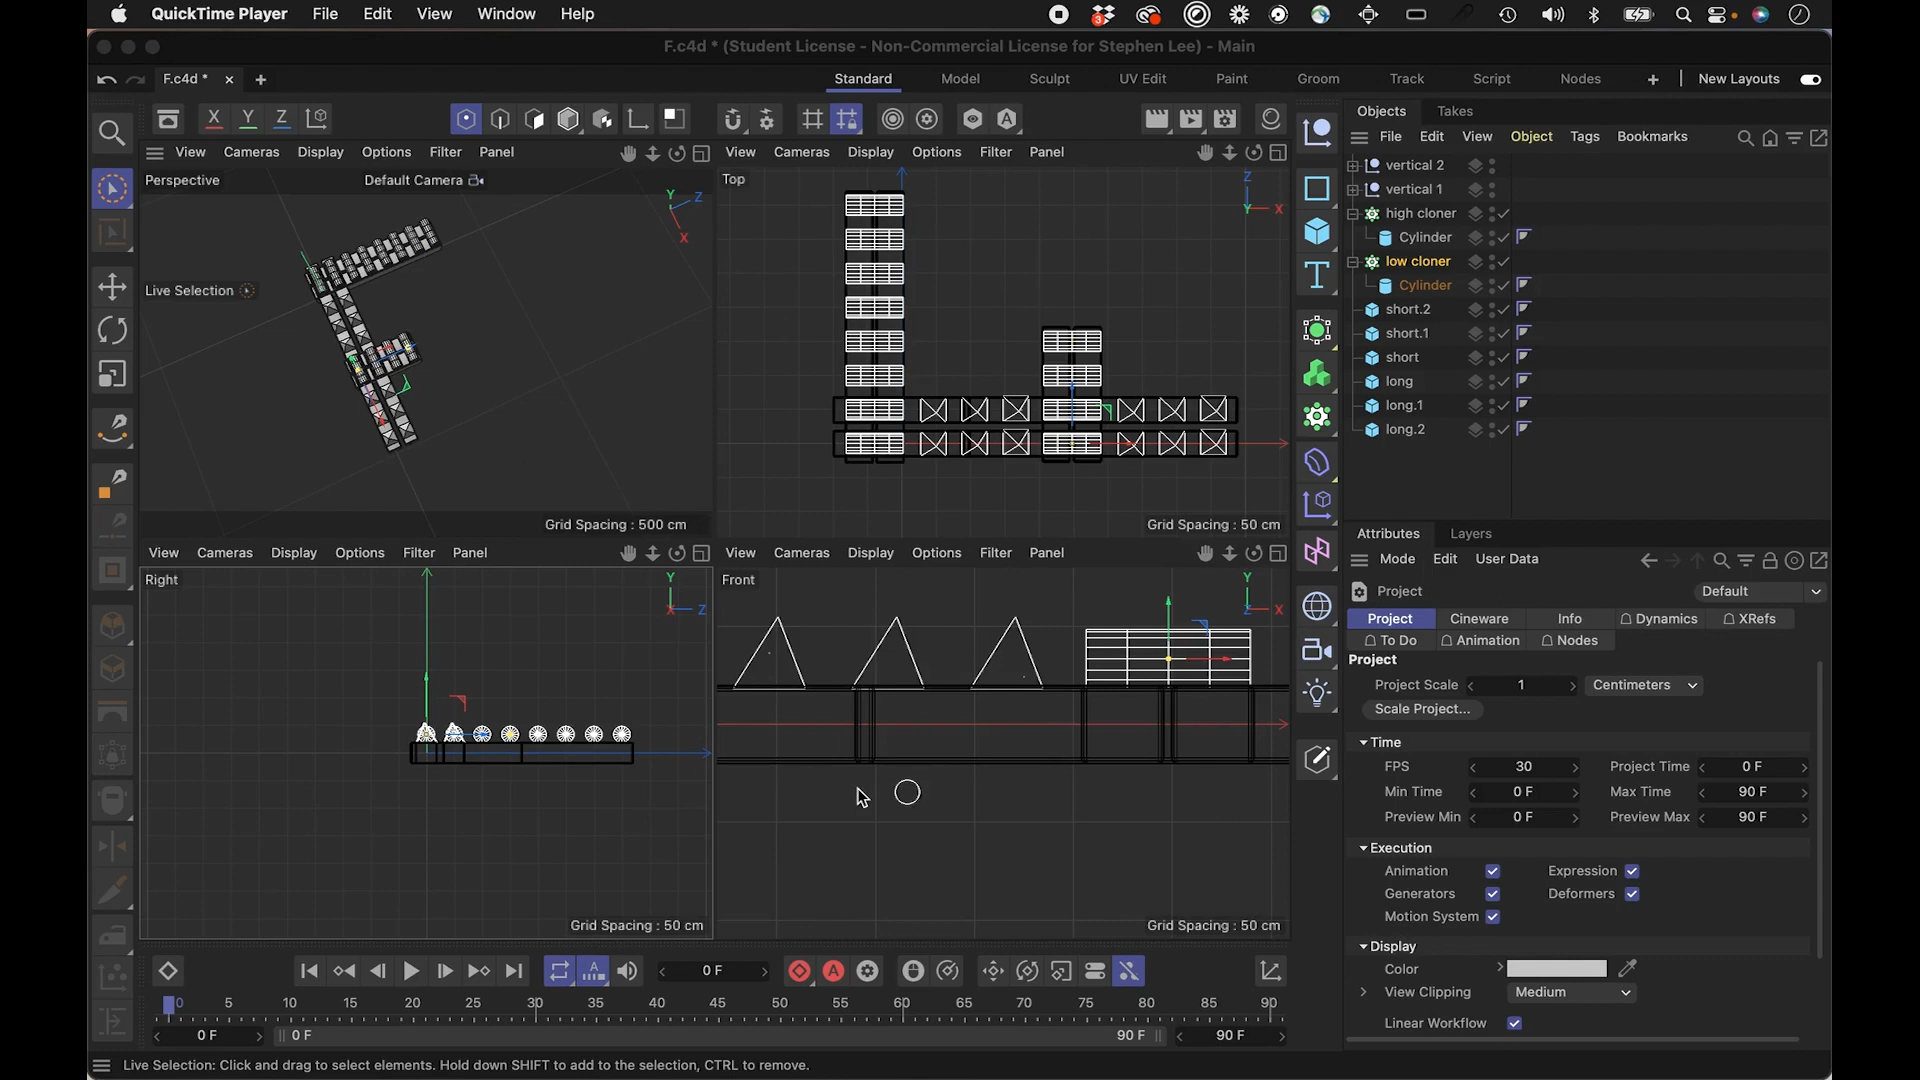 QuickTime Player File Edit View Window Help
3
F.c4d * (Student License - Non-Commercial License for Stephen Lee) - Main
F.c4d * × +
Standard Model Sculpt UV Edit Paint Groom Track Script Nodes + New Layouts
X Y Z
Objects Takes
File Edit View Object Tags Bookmarks
View Cameras Display Options Filter Panel
View Cameras Display Options Filter Panel
Perspective Default Camera
Y Z X
Live Selection
Grid Spacing : 500 cm
Top
Z Y X
Grid Spacing : 50 cm
vertical 2
vertical 1
high cloner
Cylinder
low cloner
Cylinder
short.2
short.1
short
long
long.1
long.2
View Cameras Display Options Filter Panel
View Cameras Display Options Filter Panel
Right
Y X Z
Grid Spacing : 50 cm
Front
Y Z X
Grid Spacing : 50 cm
Attributes Layers
Mode Edit User Data
Project Default
Project Cineware Info Dynamics XRefs
To Do Animation Nodes
Project
Project Scale 1 Centimeters
Scale Project...
Time
FPS 30 Project Time 0 F
Min Time 0 F Max Time 90 F
Preview Min 0 F Preview Max 90 F
Execution
Animation Expression
Generators Deformers
Motion System
Display
Color
View Clipping Medium
Linear Workflow
0 F
0 5 10 15 20 25 30 35 40 45 50 55 60 65 70 75 80 85 90
0 F 0 F 90 F 90 F
Live Selection: Click and drag to select elements. Hold down SHIFT to add to the selection, CTRL to remove.